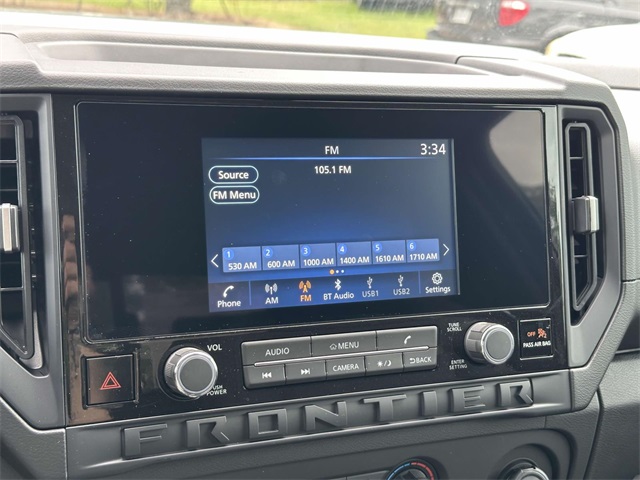 FM 3:34
Source 105.1 FM
FM Menu
1 2 3 4 5 6
530 AM 600 AM 1000 AM 1400 AM 1610 AM 1710 AM
Phone AM FM BT Audio USB1 USB2 Settings
VOL AUDIO MENU TUNE SCROLL OFF
PUSH POWER CAMERA BACK ENTER SETTING PASS AIR BAG
FRONTIER